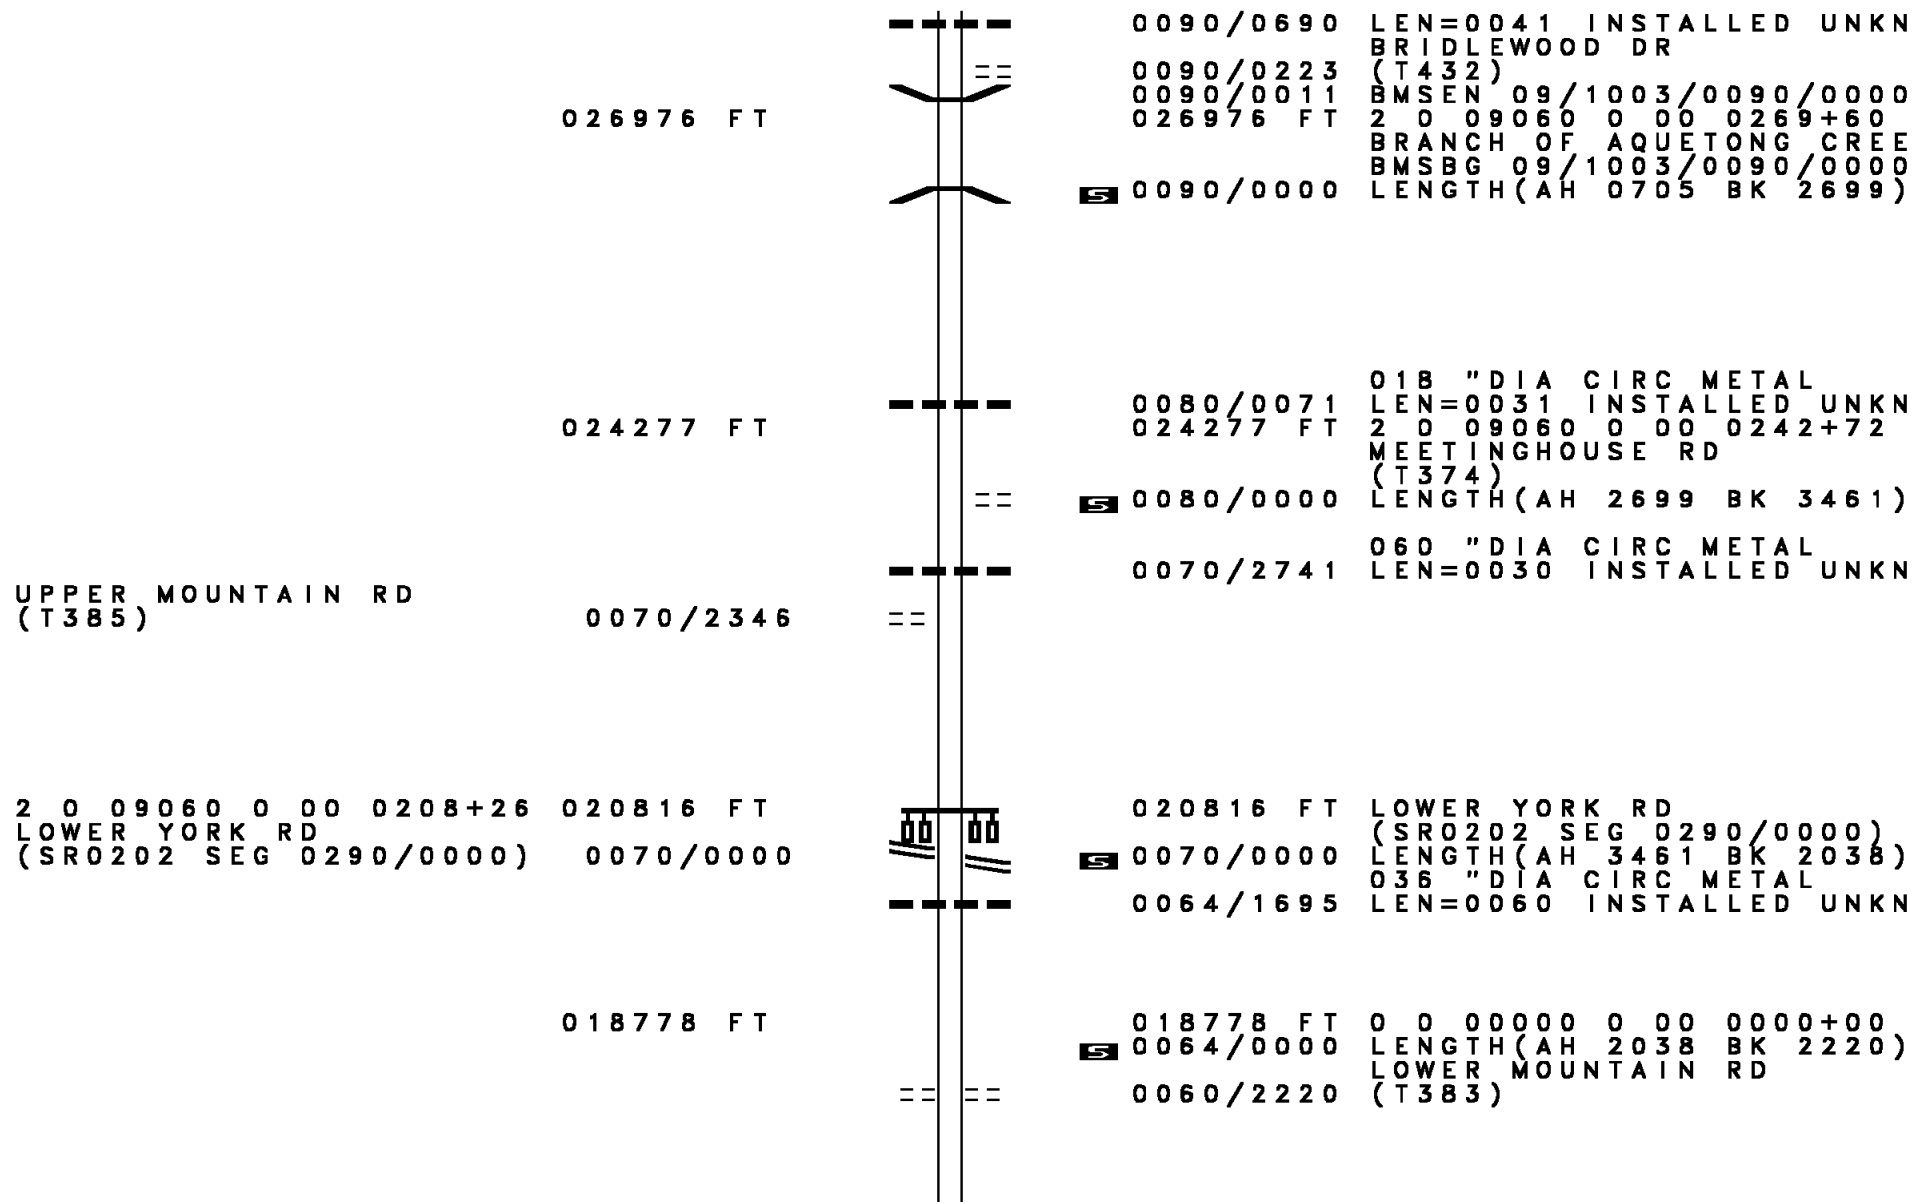 0090/0690 LEN=0041 INSTALLED UNKN
BRIDLEWOOD DR
0090/0223 (T432)
0090/0011 BMSEN 09/1003/0090/0000
026976 FT 026976 FT 2 0 09060 0 00 0269+60
BRANCH OF AQUETONG CREE
BMSBG 09/1003/0090/0000
S 0090/0000 LENGTH(AH 0705 BK 2699)
018 "DIA CIRC METAL
0080/0071 LEN=0031 INSTALLED UNKN
024277 FT 024277 FT 2 0 09060 0 00 0242+72
MEETINGHOUSE RD
(T374)
S 0080/0000 LENGTH(AH 2699 BK 3461)
060 "DIA CIRC METAL
0070/2741 LEN=0030 INSTALLED UNKN
UPPER MOUNTAIN RD
(T385) 0070/2346
2 0 09060 0 00 0208+26 020816 FT 020816 FT LOWER YORK RD
LOWER YORK RD (SR0202 SEG 0290/0000)
(SR0202 SEG 0290/0000) 0070/0000 S 0070/0000 LENGTH(AH 3461 BK 2038)
036 "DIA CIRC METAL
0064/1695 LEN=0060 INSTALLED UNKN
018778 FT 018778 FT 0 0 00000 0 00 0000+00
S 0064/0000 LENGTH(AH 2038 BK 2220)
LOWER MOUNTAIN RD
0060/2220 (T383)